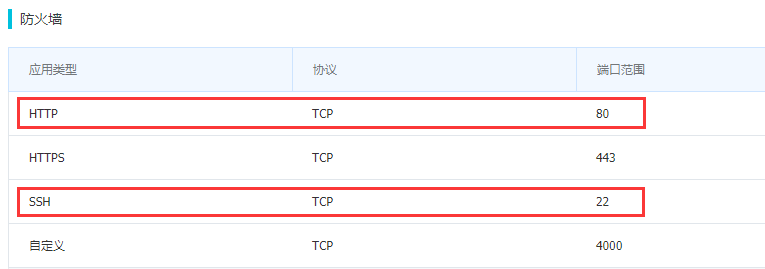 防火墙
应用类型 协议 端口范围
HTTP TCP 80
HTTPS TCP 443
SSH TCP 22
自定义 TCP 4000